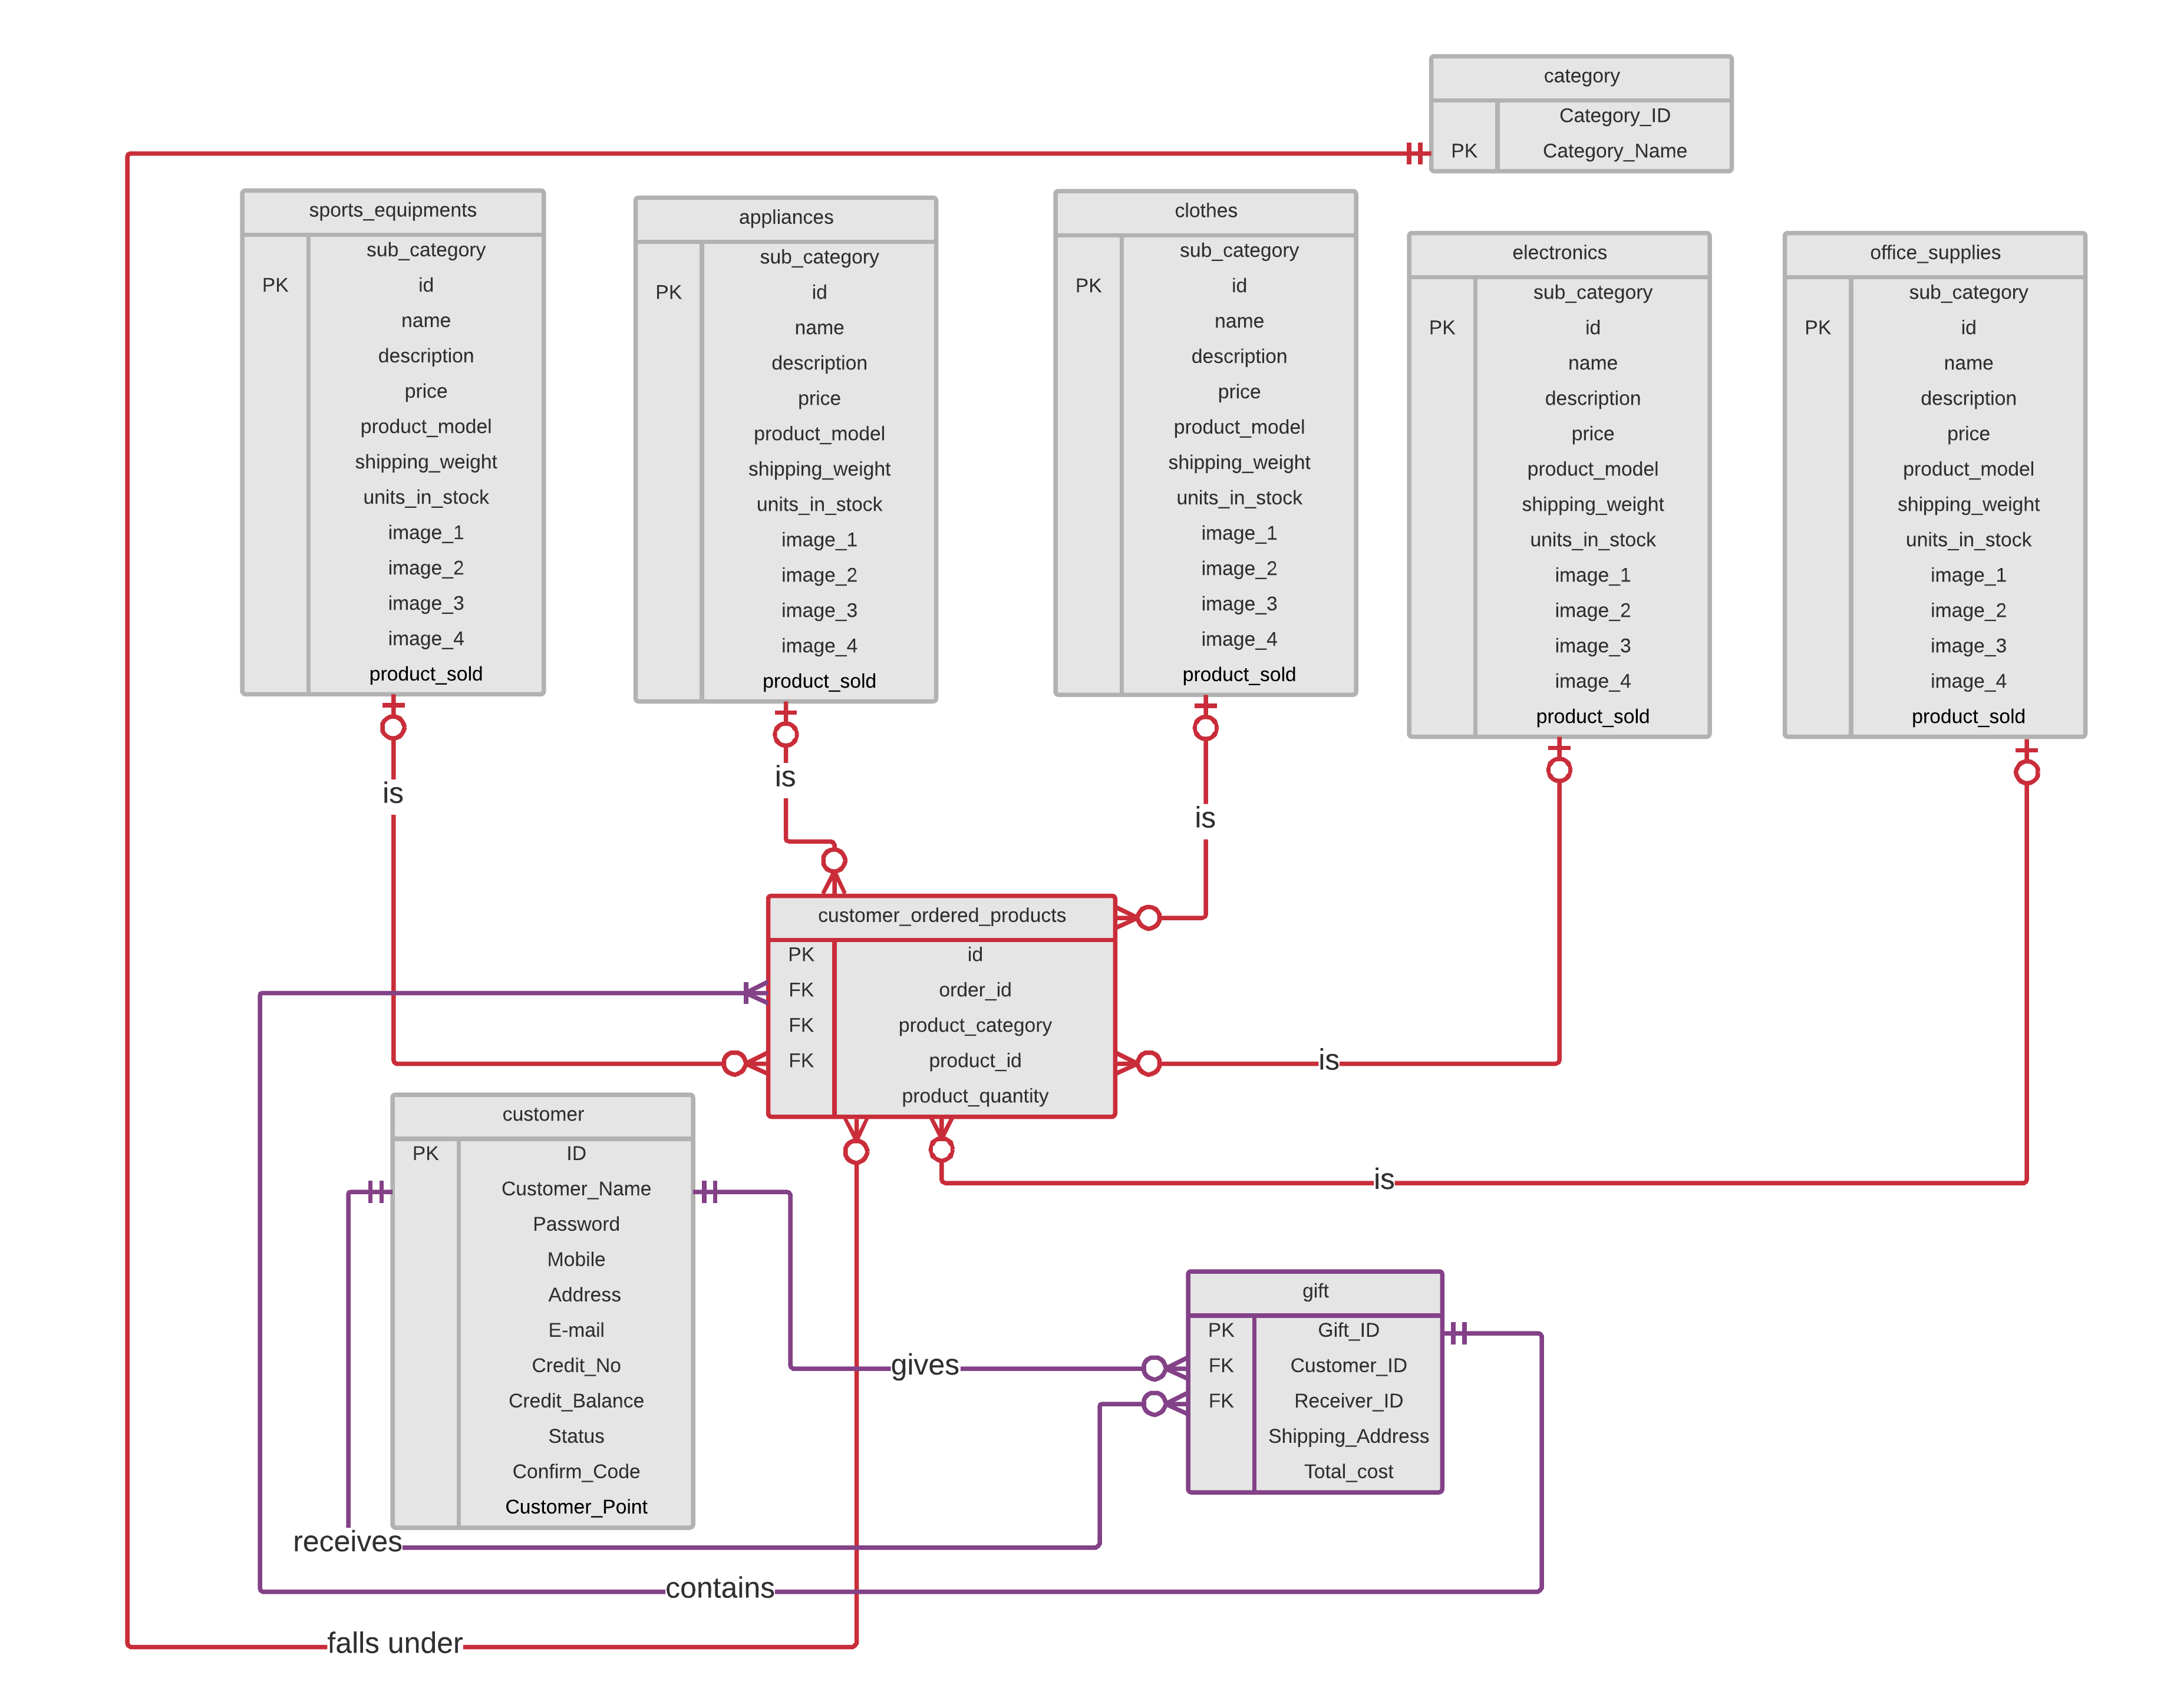 category
Category_ID
PK Category_Name
sports_equipments
sub_category
PK id
name
description
price
product_model
shipping_weight
units_in_stock
image_1
image_2
image_3
image_4
product_sold
appliances
sub_category
PK id
name
description
price
product_model
shipping_weight
units_in_stock
image_1
image_2
image_3
image_4
product_sold
clothes
sub_category
PK id
name
description
price
product_model
shipping_weight
units_in_stock
image_1
image_2
image_3
image_4
product_sold
electronics
sub_category
PK id
name
description
price
product_model
shipping_weight
units_in_stock
image_1
image_2
image_3
image_4
product_sold
office_supplies
sub_category
PK id
name
description
price
product_model
shipping_weight
units_in_stock
image_1
image_2
image_3
image_4
product_sold
is
is
is
customer_ordered_products
PK id
FK order_id
FK product_category
FK product_id
product_quantity
is
is
customer
PK ID
Customer_Name
Password
Mobile
Address
E-mail
Credit_No
Credit_Balance
Status
Confirm_Code
Customer_Point
gives
gift
PK Gift_ID
FK Customer_ID
FK Receiver_ID
Shipping_Address
Total_cost
receives
contains
falls under